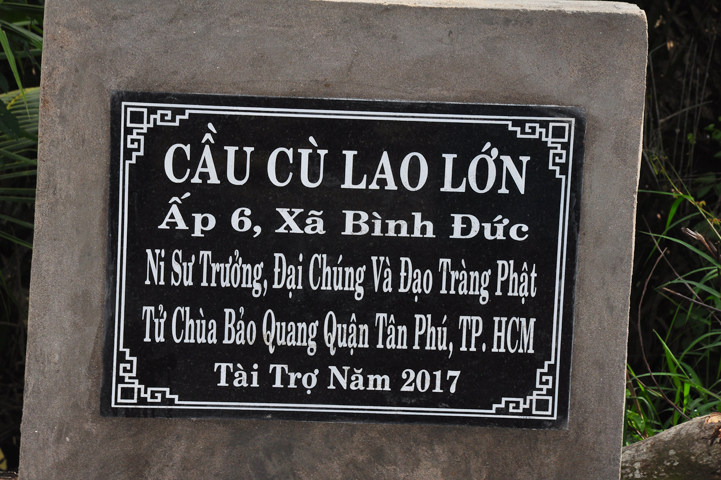 CẦU CÙ LAO LỚN
Ấp 6, Xã Bình Đức
Ni Sư Trưởng, Đại Chúng Và Đạo Tràng Phật
Tử Chùa Bảo Quang Quận Tân Phú, TP. HCM
Tài Trợ Năm 2017